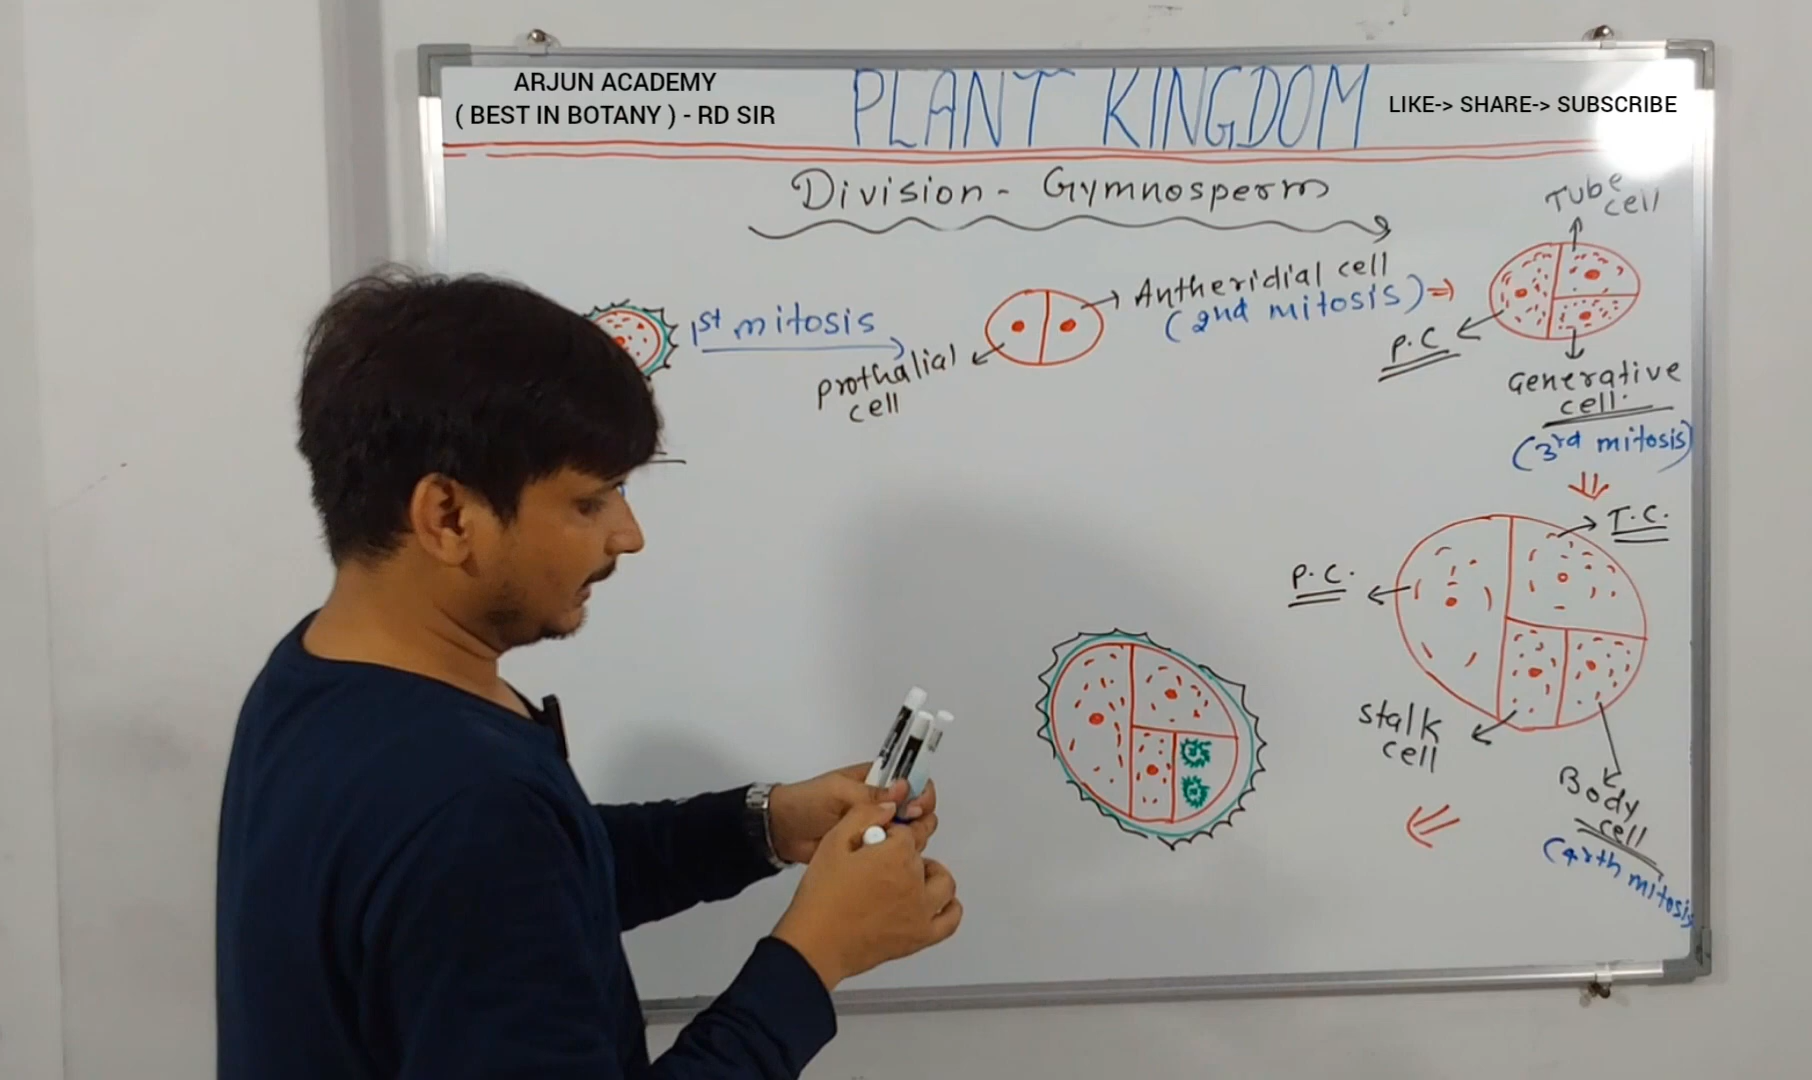 ARJUN ACADEMY
( BEST IN BOTANY ) - RD SIR
PLANT KINGDOM
LIKE-> SHARE-> SUBSCRIBE
Division - Gymnosperm
Tube
cell
1st mitosis
prothalial
cell
Antheridial cell
(2nd mitosis) ⇒
P.C
Generative
cell.
(3rd mitosis)
T.C.
P.C.
Stalk
cell
Body
cell
(4rth mitosis